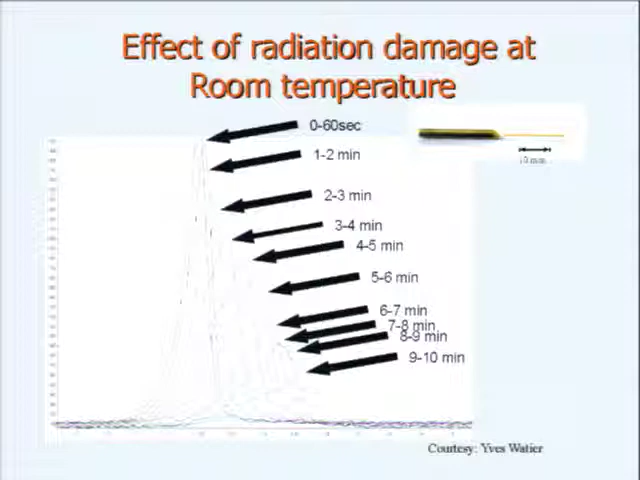 Effect of radiation damage at
Room temperature
0-60sec
1-2 min
2-3 min
3-4 min
4-5 min
5-6 min
6-7 min
7-8 min
8-9 min
9-10 min
Courtesy: Yves Watier